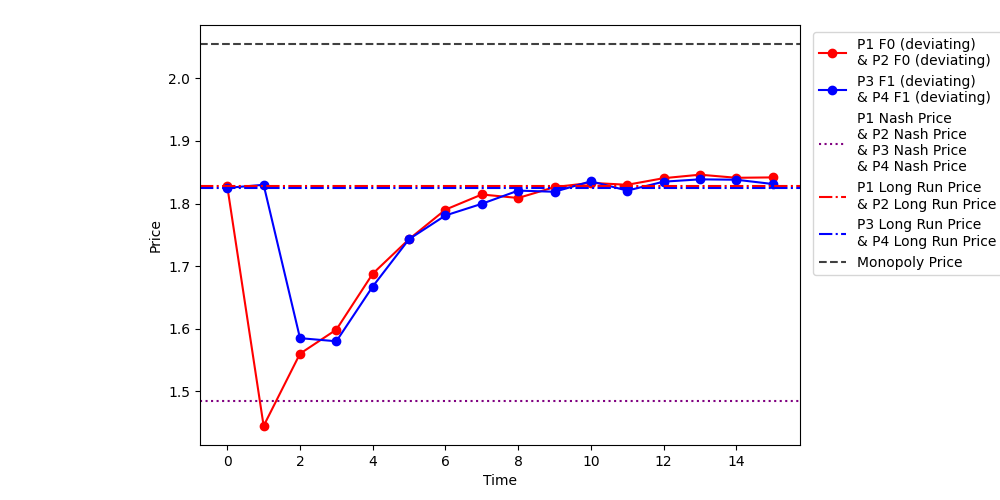 2.0
1.9
1.8
1.7
1.6
1.5
0 2 4 6 8 10 12 14
Time
Price
P1 F0 (deviating)
& P2 F0 (deviating)
P3 F1 (deviating)
& P4 F1 (deviating)
P1 Nash Price
& P2 Nash Price
& P3 Nash Price
& P4 Nash Price
P1 Long Run Price
& P2 Long Run Price
P3 Long Run Price
& P4 Long Run Price
Monopoly Price